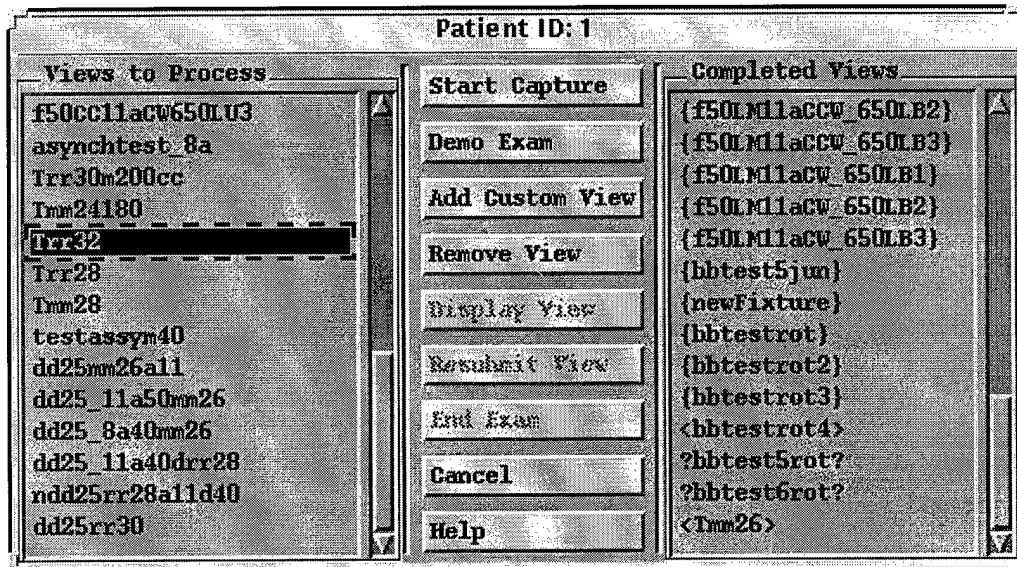 Patient ID: 1
Views to Process
f50CC11aCW650LU3
asynchtest_8a
Trr30m200cc
Tmm24180
Trr32
Trr28
Tmm28
testassym40
dd25mm26a11
dd25_11a50mm26
dd25_8a40mm26
dd25_11a40drr28
ndd25rr28a11d40
dd25rr30
Start Capture
Demo Exam
Add Custom View
Remove View
Display View
Resubmit View
End Exam
Cancel
Help
Completed Views
{f50LM11aCCW_650LB2}
{f50LM11aCCW_650LB3}
{f50LM11aCW_650LB1}
{f50LM11aCW_650LB2}
{f50LM11aCW_650LB3}
{bbtest5jun}
{newFixture}
{bbtestrot}
{bbtestrot2}
{bbtestrot3}
<bbtestrot4>
?bbtest5rot?
?bbtest6rot?
<Tmm26>